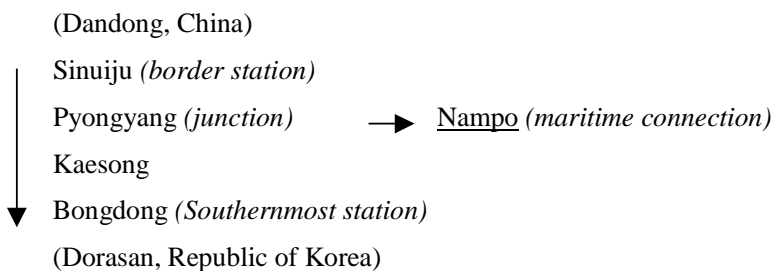 (Dandong, China)
Sinuiju (border station)
Pyongyang (junction) Nampo (maritime connection)
Kaesong
Bongdong (Southernmost station)
(Dorasan, Republic of Korea)